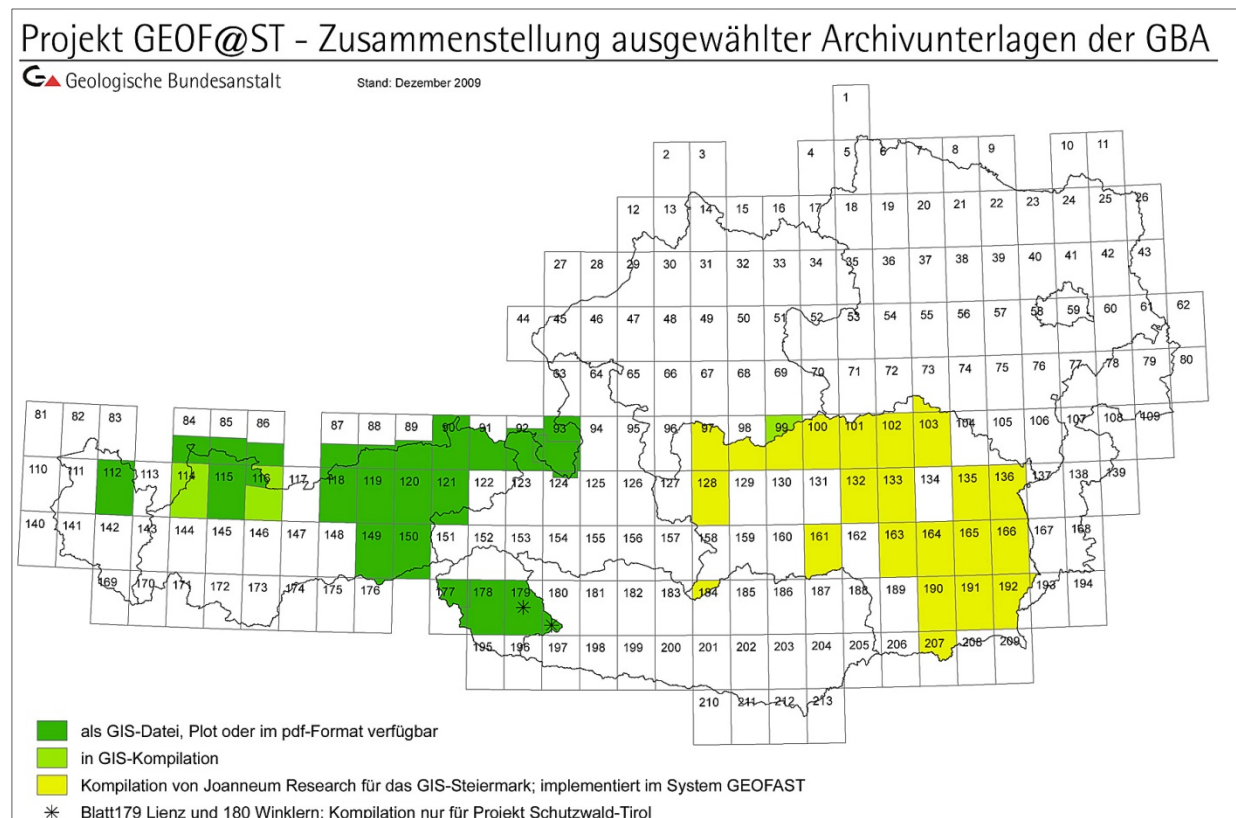 Projekt GEOF@ST - Zusammenstellung ausgewählter Archivunterlagen der GBA
Geologische Bundesanstalt Stand: Dezember 2009
1
2 3 4 5 6 7 8 9 10 11
12 13 14 15 16 17 18 19 20 21 22 23 24 25 26
27 28 29 30 31 32 33 34 35 36 37 38 39 40 41 42 43
44 45 46 47 48 49 50 51 52 53 54 55 56 57 58 59 60 61 62
63 64 65 66 67 68 69 70 71 72 73 74 75 76 77 78 79 80
81 82 83 84 85 86 87 88 89 90 91 92 93 94 95 96 97 98 99 100 101 102 103 104 105 106 107 108 109
110 111 112 113 114 115 116 117 118 119 120 121 122 123 124 125 126 127 128 129 130 131 132 133 134 135 136 137 138 139
140 141 142 143 144 145 146 147 148 149 150 151 152 153 154 155 156 157 158 159 160 161 162 163 164 165 166 167 168
169 170 171 172 173 174 175 176 177 178 179 180 181 182 183 184 185 186 187 188 189 190 191 192 193 194
195 196 197 198 199 200 201 202 203 204 205 206 207 208 209
210 211 212 213
als GIS-Datei, Plot oder im pdf-Format verfügbar
in GIS-Kompilation
Kompilation von Joanneum Research für das GIS-Steiermark; implementiert im System GEOFAST
Blatt179 Lienz und 180 Winklern: Kompilation nur für Projekt Schutzwald-Tirol